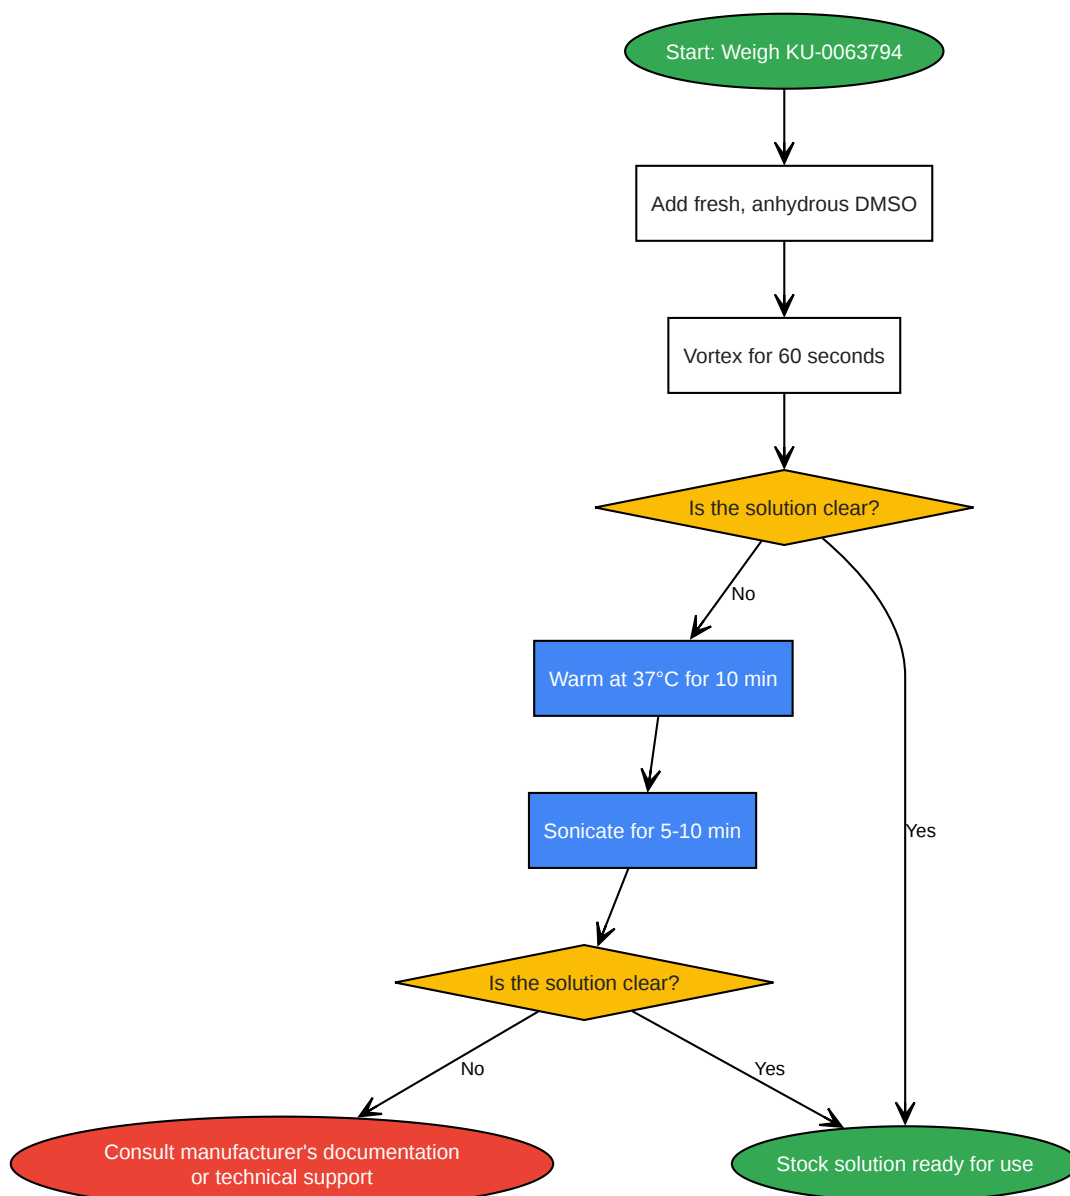 Start: Weigh KU-0063794
Add fresh, anhydrous DMSO
Vortex for 60 seconds
Is the solution clear?
No
Warm at 37°C for 10 min
Sonicate for 5-10 min
Yes
Is the solution clear?
No
Yes
Consult manufacturer's documentation
or technical support
Stock solution ready for use